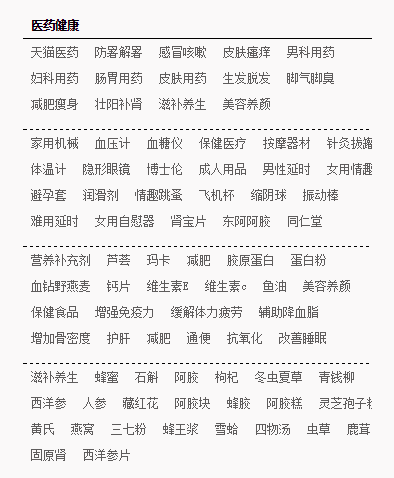 医药健康
天猫医药 防署解署 感冒咳嗽 皮肤瘙痒 男科用药
妇科用药 肠胃用药 皮肤用药 生发脱发 脚气脚臭
减肥瘦身 壮阳补肾 滋补养生 美容养颜
家用机械 血压计 血糖仪 保健医疗 按摩器材 针灸拔
体温计 隐形眼镜 博士伦 成人用品 男性延时 女用情趣
避孕套 润滑剂 情趣跳蚤 飞机杯 缩阴球 振动棒
难用延时 女用自慰器 肾宝片 东阿阿胶 同仁堂
营养补充剂 芦荟 玛卡 减肥 胶原蛋白 蛋白粉
血钻野燕麦 钙片 维生素E 维生素c 鱼油 美容养颜
保健食品 增强免疫力 缓解体力疲劳 辅助降血脂
增加骨密度 护肝 减肥 通便 抗氧化 改善睡眠
滋补养生 蜂蜜 石斛 阿胶 枸杞 冬虫夏草 青钱柳
西洋参 人参 藏红花 阿胶块 蜂胶 阿胶糕 灵芝孢子粉
黄氏 燕窝 三七粉 蜂王浆 雪蛤 四物汤 虫草 鹿茸
固原肾 西洋参片